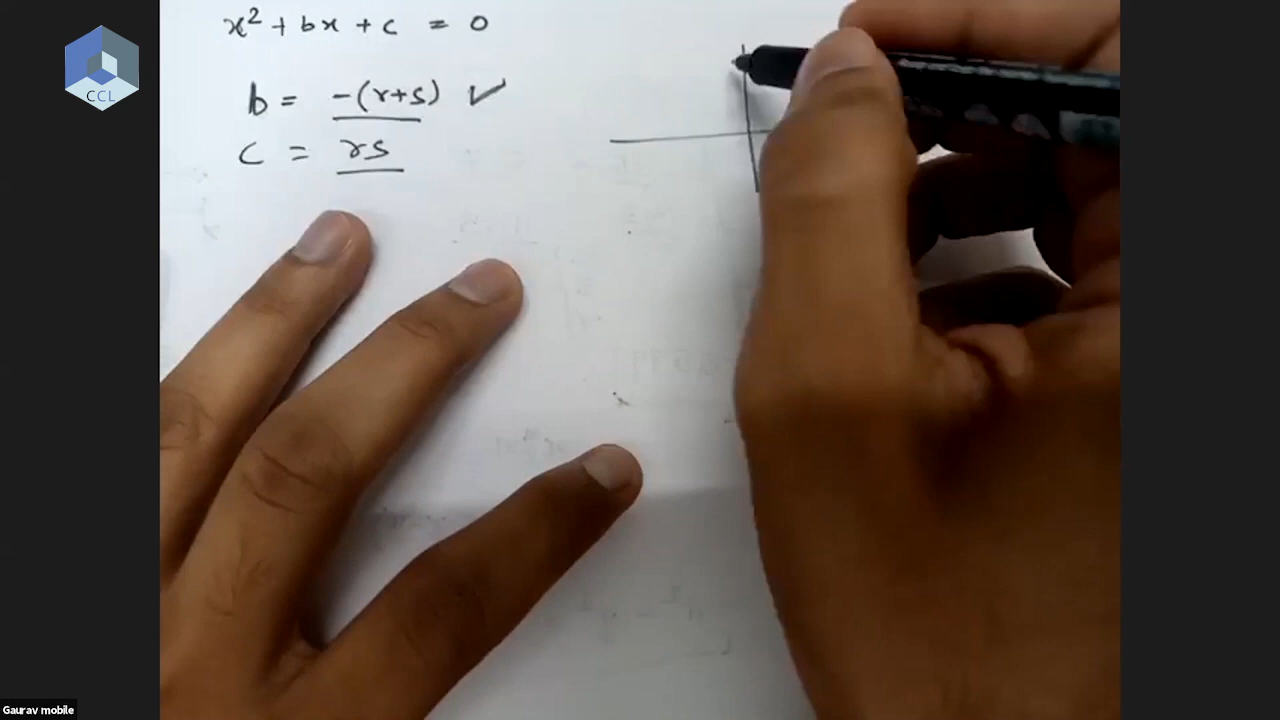 x² + bx + c = 0
b = -(r+s) ✓
c = rs
CCL
Gaurav mobile